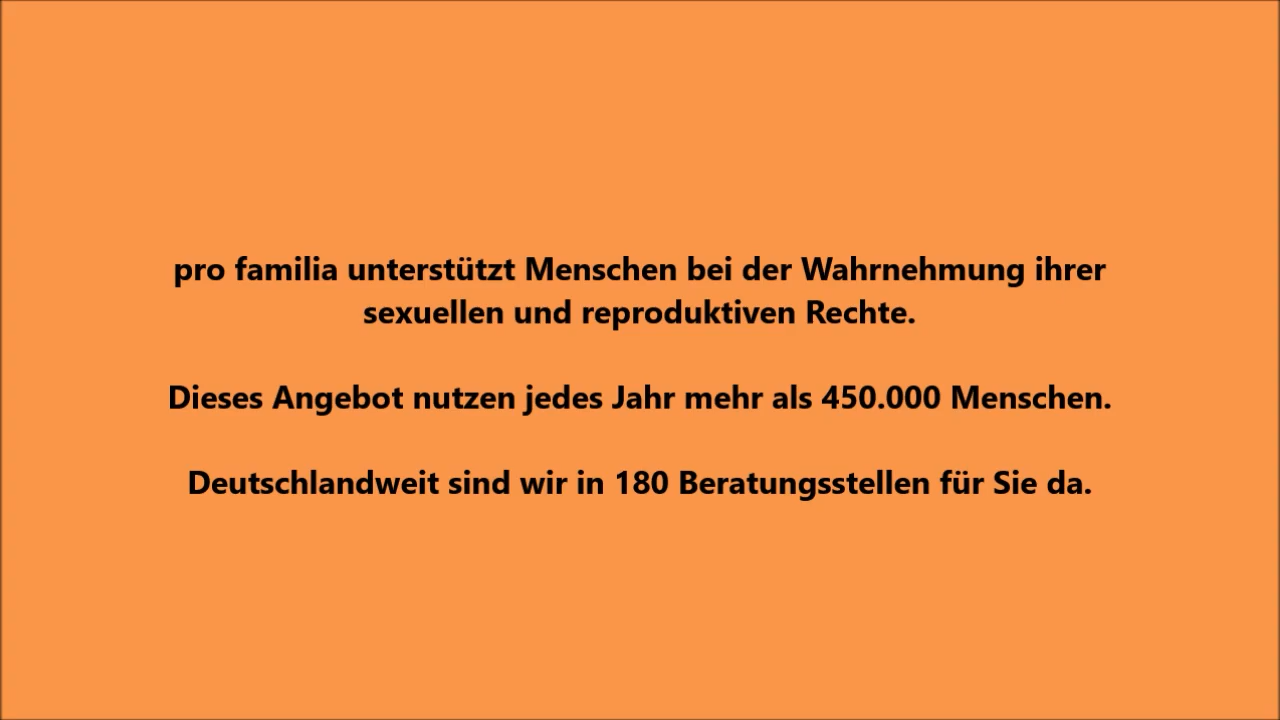 pro familia unterstützt Menschen bei der Wahrnehmung ihrer
sexuellen und reproduktiven Rechte.
Dieses Angebot nutzen jedes Jahr mehr als 450.000 Menschen.
Deutschlandweit sind wir in 180 Beratungsstellen für Sie da.